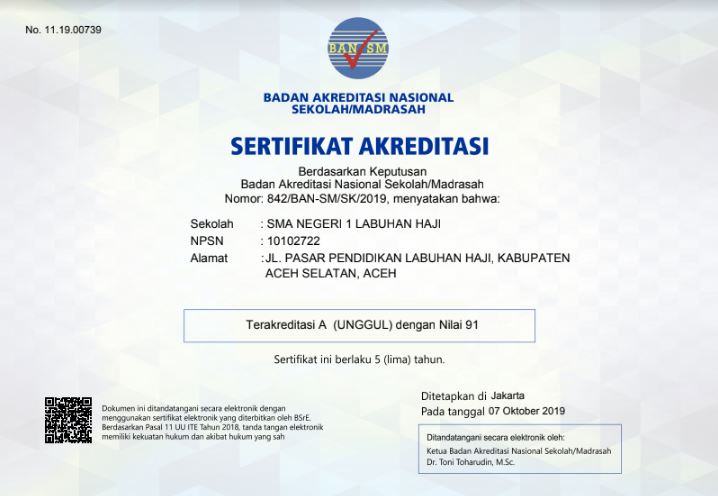 No. 11.19.00739
BAN SM
BADAN AKREDITASI NASIONAL
SEKOLAH/MADRASAH
SERTIFIKAT AKREDITASI
Berdasarkan Keputusan
Badan Akreditasi Nasional Sekolah/Madrasah
Nomor: 842/BAN-SM/SK/2019, menyatakan bahwa:
Sekolah : SMA NEGERI 1 LABUHAN HAJI
NPSN : 10102722
Alamat : JL. PASAR PENDIDIKAN LABUHAN HAJI, KABUPATEN
ACEH SELATAN, ACEH
Terakreditasi A (UNGGUL) dengan Nilai 91
Sertifikat ini berlaku 5 (lima) tahun.
Dokumen ini ditandatangani secara elektronik dengan
menggunakan sertifikat elektronik yang diterbitkan oleh BSrE.
Berdasarkan Pasal 11 UU ITE Tahun 2018, tanda tangan elektronik
memiliki kekuatan hukum dan akibat hukum yang sah
Ditetapkan di Jakarta
Pada tanggal 07 Oktober 2019
Ditandatangani secara elektronik oleh:
Ketua Badan Akreditasi Nasional Sekolah/Madrasah
Dr. Toni Toharudin, M.Sc.